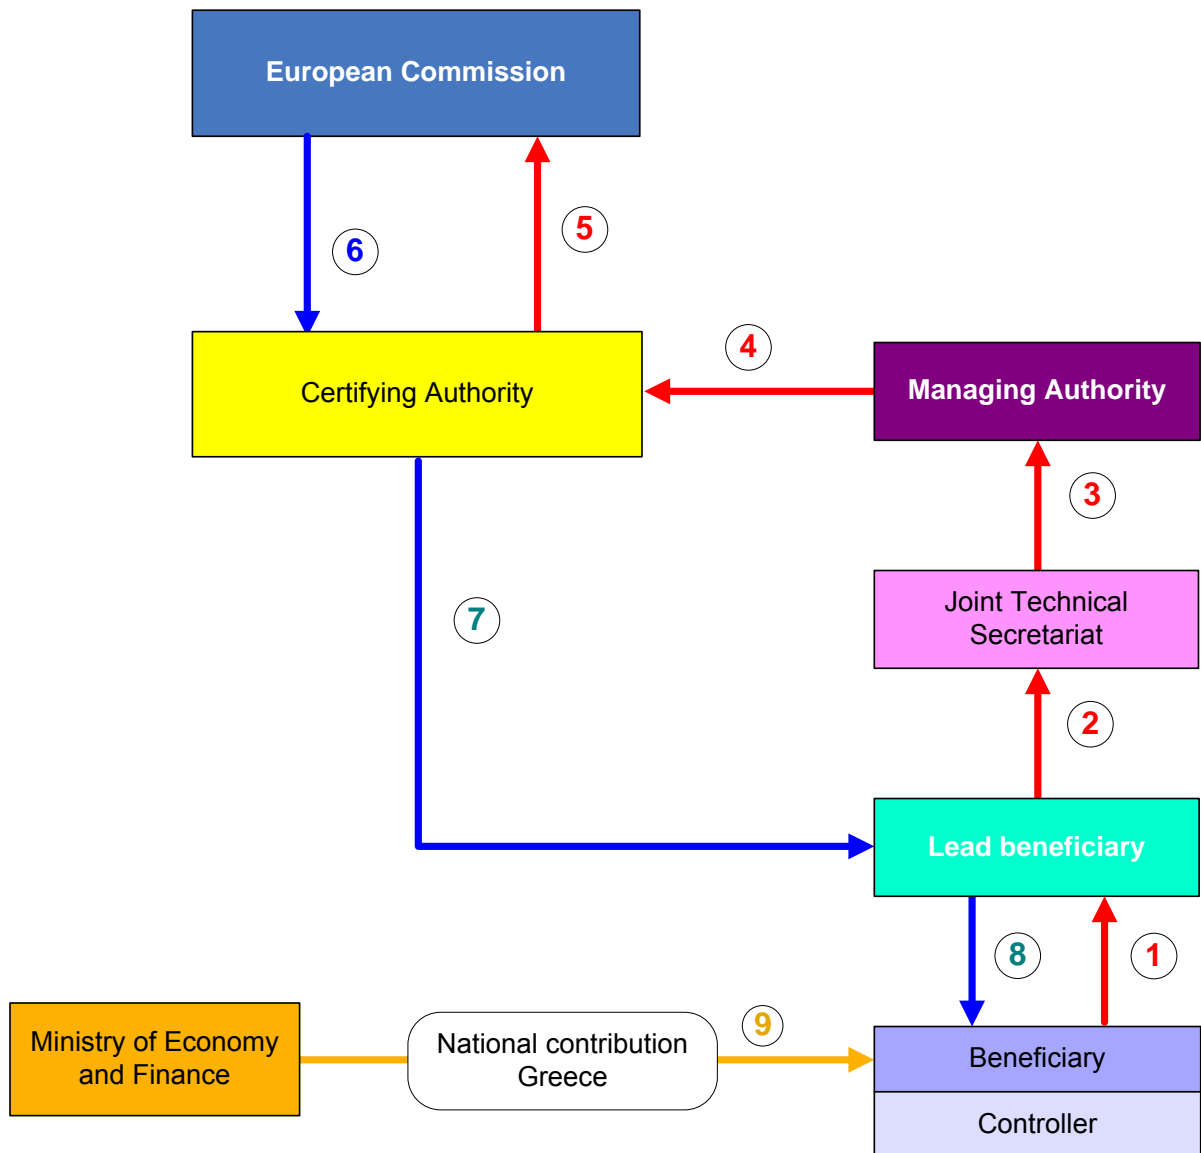 European Commission
5
6
4
Certifying Authority
Managing Authority
3
Joint Technical
Secretariat
7
2
Lead beneficiary
8
1
9
Ministry of Economy
and Finance
National contribution
Greece
Beneficiary
Controller